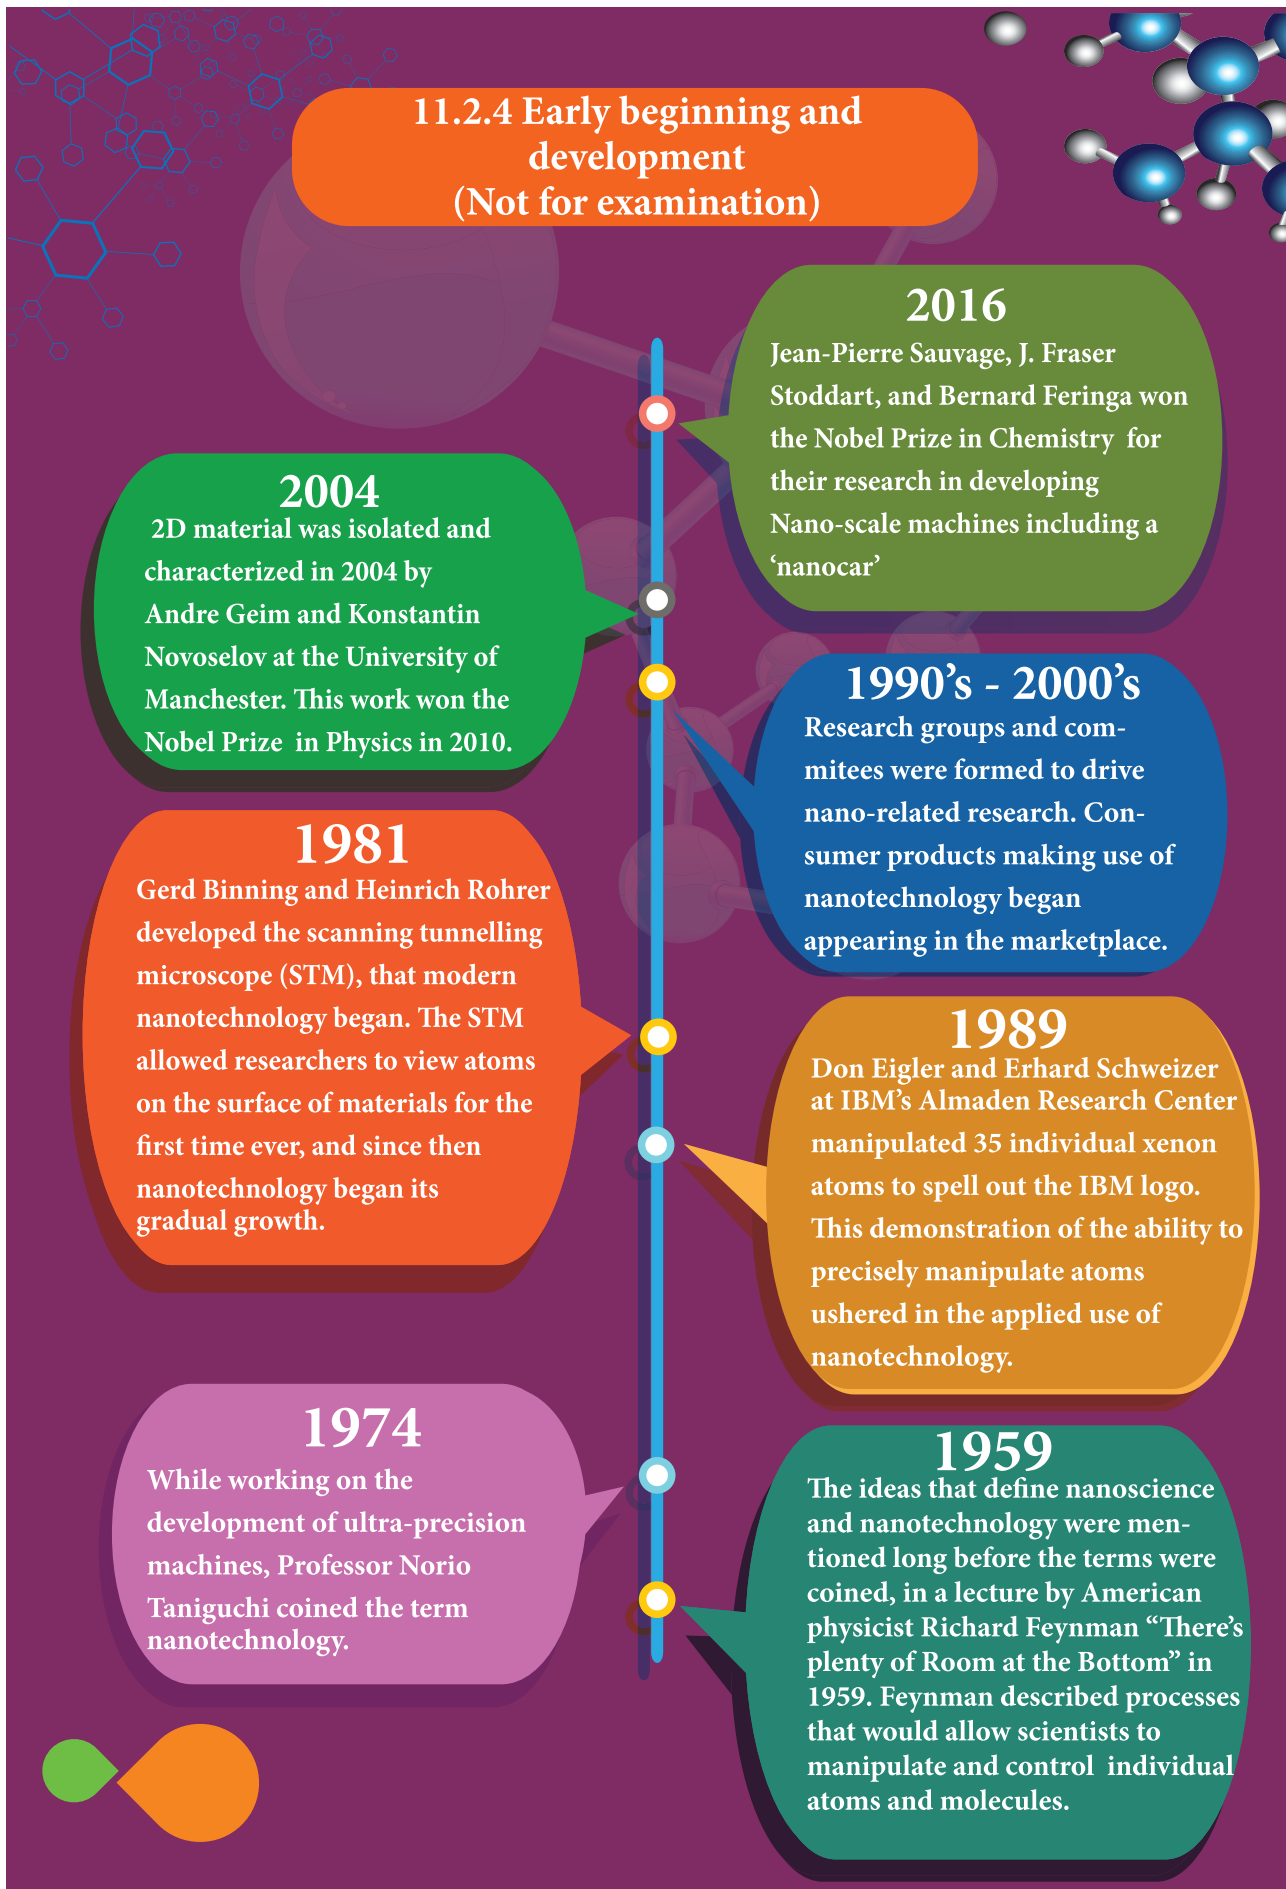 11.2.4 Early beginning and
development
(Not for examination)
2016
Jean-Pierre Sauvage, J. Fraser
Stoddart, and Bernard Feringa won
the Nobel Prize in Chemistry for
their research in developing
Nano-scale machines including a
‘nanocar’
2004
2D material was isolated and
characterized in 2004 by
Andre Geim and Konstantin
Novoselov at the University of
Manchester. This work won the
Nobel Prize in Physics in 2010.
1990’s - 2000’s
Research groups and com-
mitees were formed to drive
nano-related research. Con-
sumer products making use of
nanotechnology began
appearing in the marketplace.
1981
Gerd Binning and Heinrich Rohrer
developed the scanning tunnelling
microscope (STM), that modern
nanotechnology began. The STM
allowed researchers to view atoms
on the surface of materials for the
first time ever, and since then
nanotechnology began its
gradual growth.
1989
Don Eigler and Erhard Schweizer
at IBM’s Almaden Research Center
manipulated 35 individual xenon
atoms to spell out the IBM logo.
This demonstration of the ability to
precisely manipulate atoms
ushered in the applied use of
nanotechnology.
1974
While working on the
development of ultra-precision
machines, Professor Norio
Taniguchi coined the term
nanotechnology.
1959
The ideas that define nanoscience
and nanotechnology were men-
tioned long before the terms were
coined, in a lecture by American
physicist Richard Feynman “There’s
plenty of Room at the Bottom” in
1959. Feynman described processes
that would allow scientists to
manipulate and control individual
atoms and molecules.